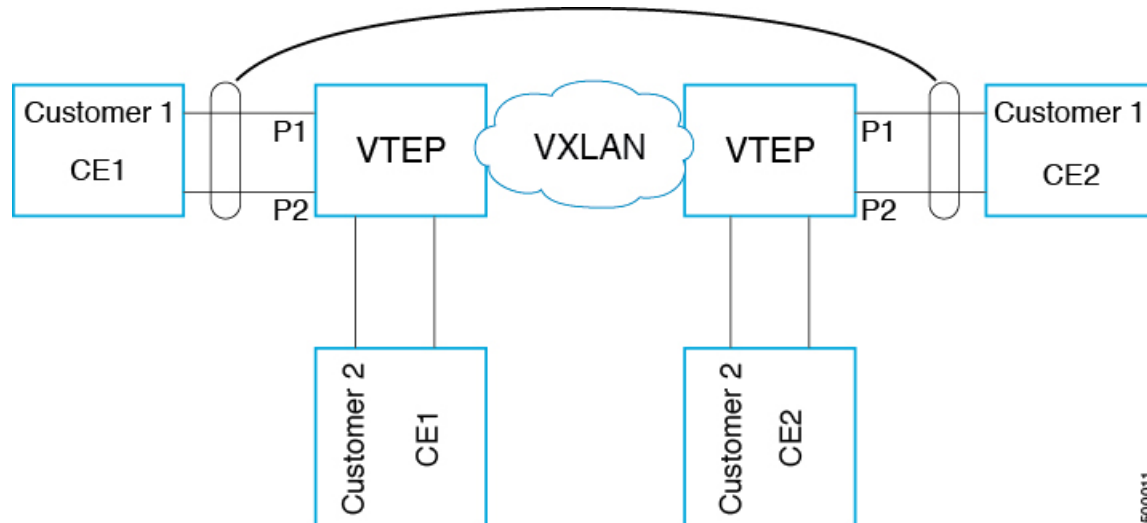 Customer 1
CE1
P1
P2
VTEP
VXLAN
VTEP
P1
P2
Customer 1
CE2
Customer 2
CE1
Customer 2
CE2